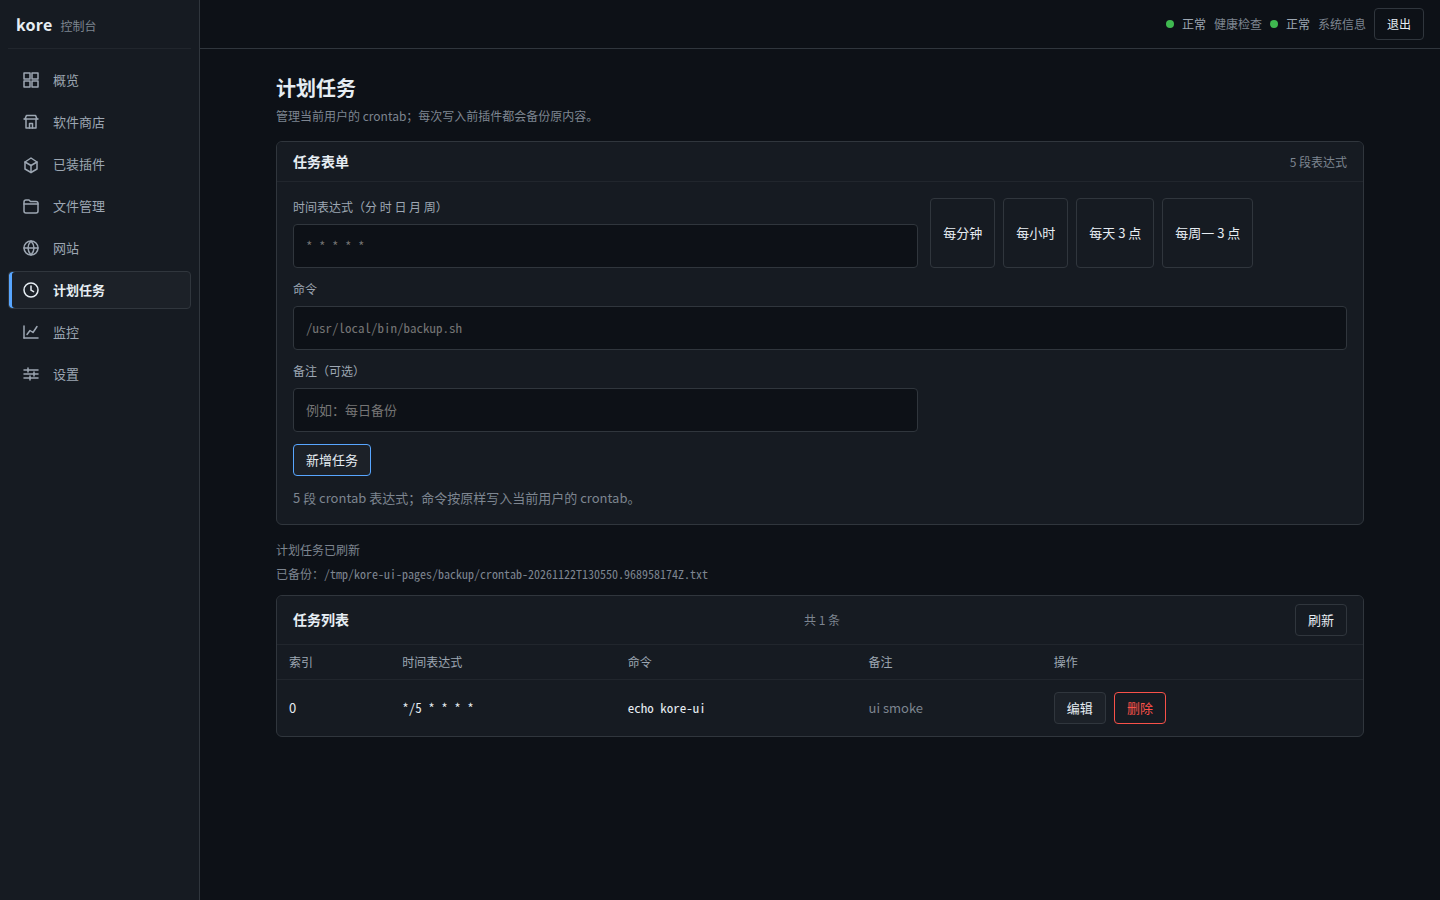 kore 控制台
正常 健康检查 正常 系统信息 退出
概览
软件商店
已装插件
文件管理
网站
计划任务
监控
设置
计划任务
管理当前用户的 crontab；每次写入前插件都会备份原内容。
任务表单 5 段表达式
时间表达式（分 时 日 月 周）
* * * * *
每分钟 每小时 每天 3 点 每周一 3 点
命令
/usr/local/bin/backup.sh
备注（可选）
例如：每日备份
新增任务
5 段 crontab 表达式；命令按原样写入当前用户的 crontab。
计划任务已刷新
已备份：/tmp/kore-ui-pages/backup/crontab-20261122T130550.968958174Z.txt
任务列表 共 1 条 刷新
索引 时间表达式 命令 备注 操作
0 */5 * * * * echo kore-ui ui smoke 编辑 删除